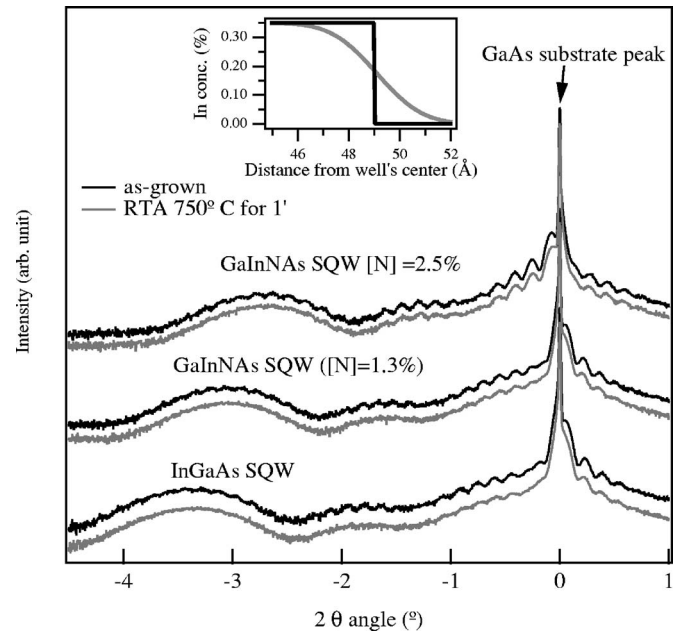 In conc. (%)
0.30
0.20
0.10
0.00
46
48
50
52
Distance from well's center (Å)
GaAs substrate peak
as-grown
RTA 750º C for 1'
GaInNAs SQW [N] =2.5%
GaInNAs SQW ([N]=1.3%)
InGaAs SQW
Intensity (arb. unit)
-4
-3
-2
-1
0
1
2 θ angle (º)